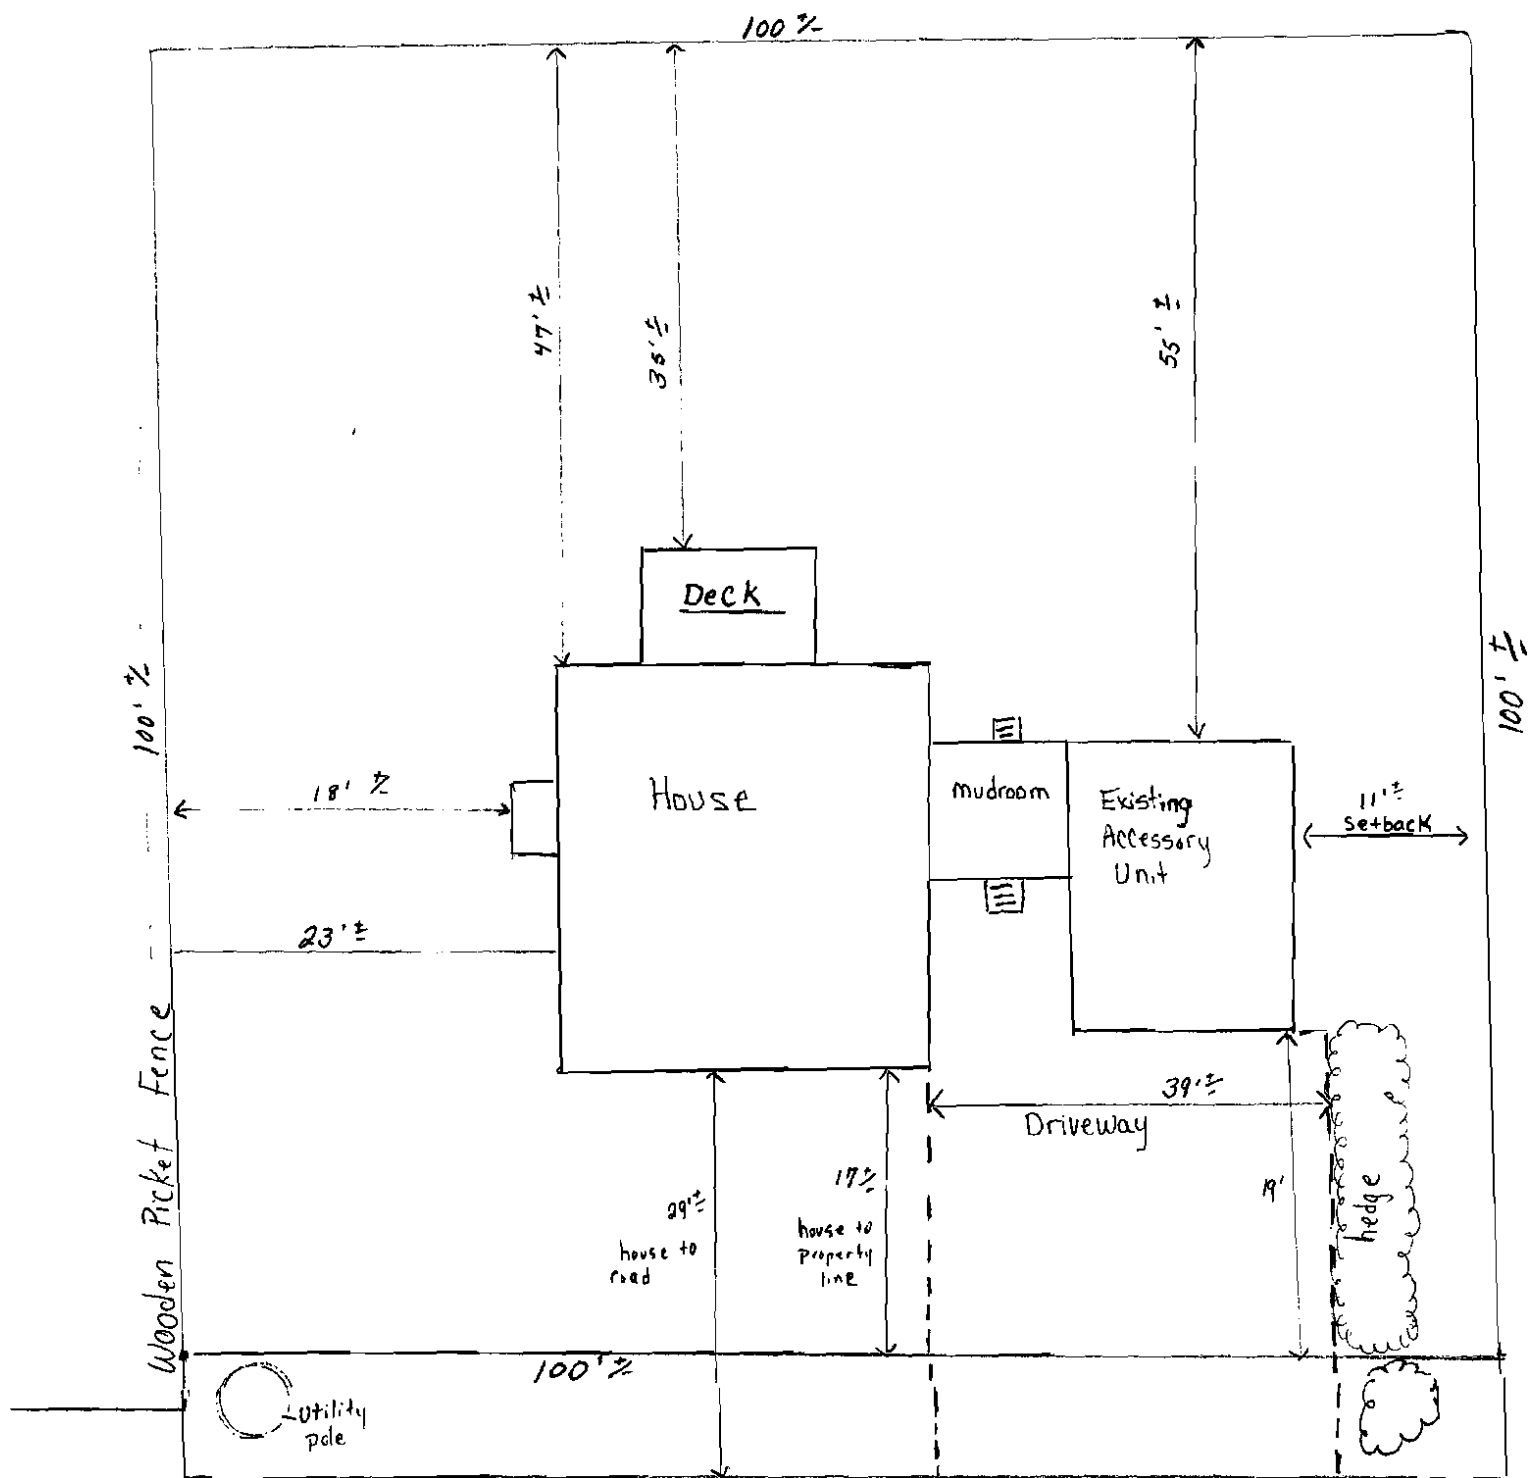 100 ±
47' ±
35' ±
55' ±
Deck
100' ±
100' ±
18' ±
House
mudroom
Existing
Accessory
Unit
11' ±
Setback
23' ±
Wooden Picket Fence
39' ±
Driveway
29' ±
house to
road
17 ±
house to
property
line
19'
hedge
100' ±
Utility
pole